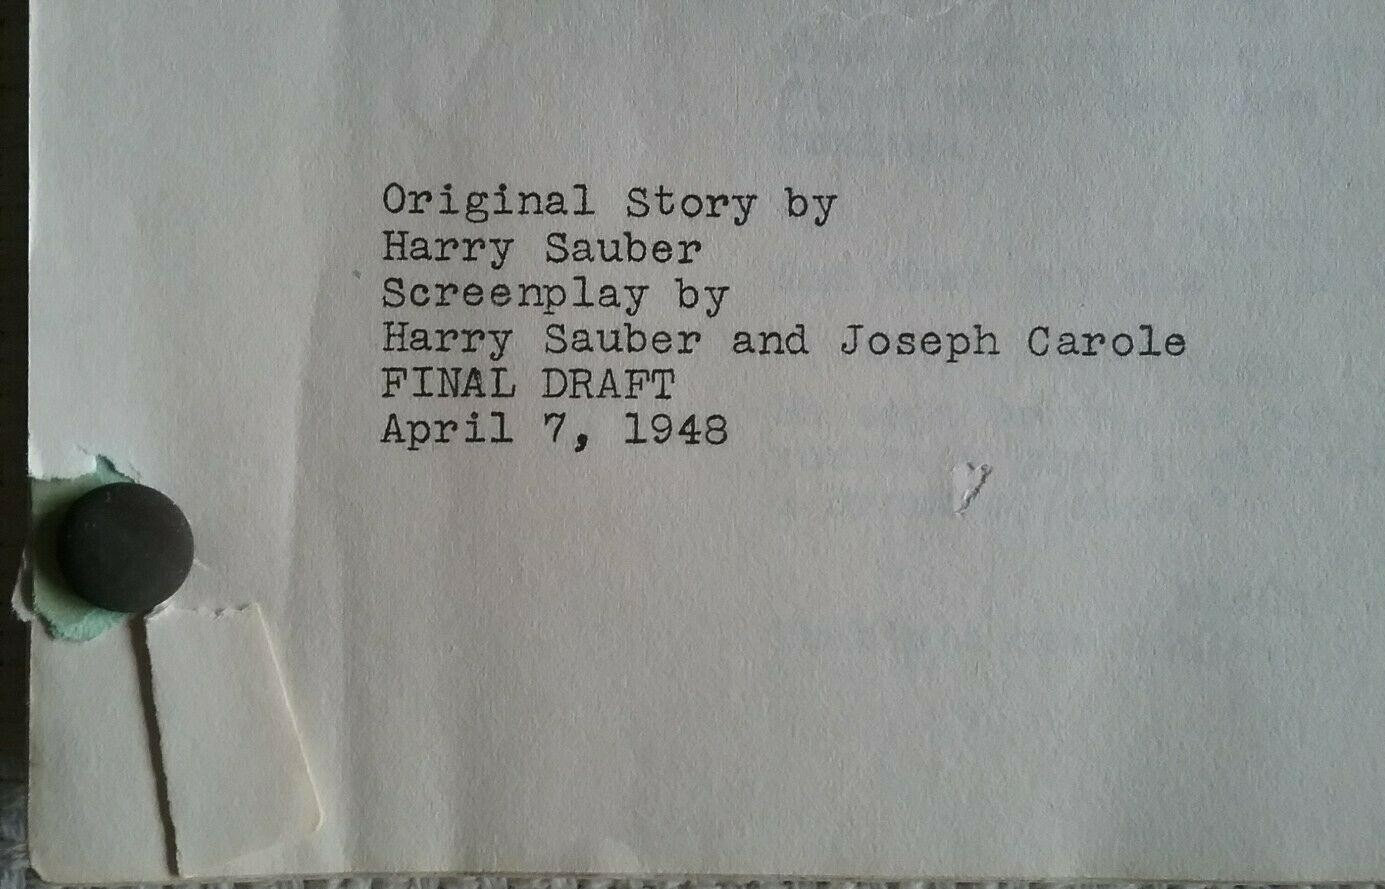 Original Story by
Harry Sauber
Screenplay by
Harry Sauber and Joseph Carole
FINAL DRAFT
April 7, 1948